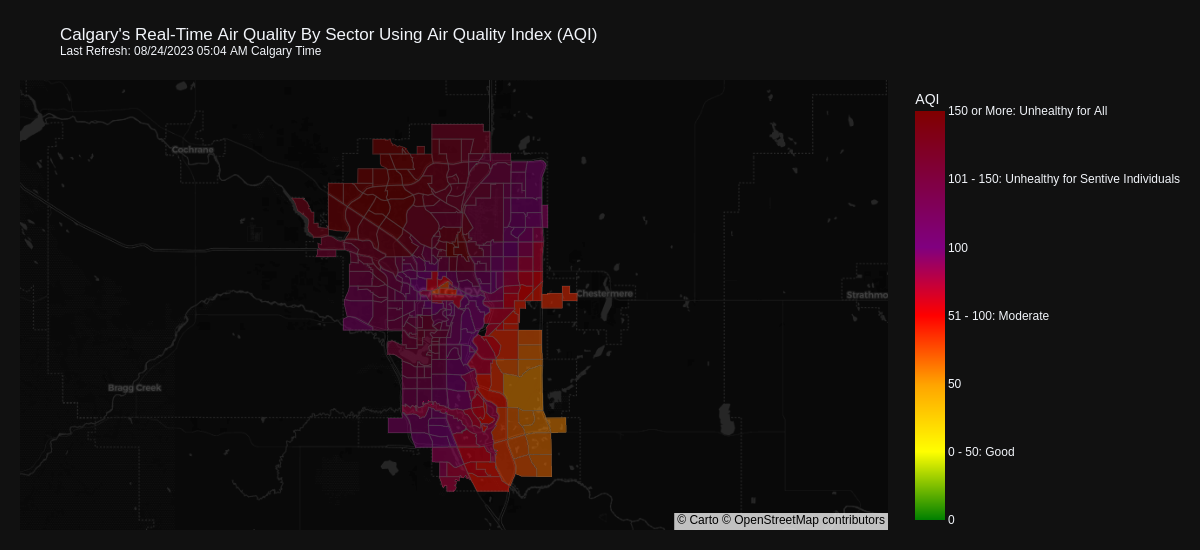 Calgary's Real-Time Air Quality By Sector Using Air Quality Index (AQI)
Last Refresh: 08/24/2023 05:04 AM Calgary Time
AQI
150 or More: Unhealthy for All
Cochrane
101 - 150: Unhealthy for Sentive Individuals
100
Chestermere
Strathmo
51 - 100: Moderate
Bragg Creek
50
0 - 50: Good
© Carto © OpenStreetMap contributors
0